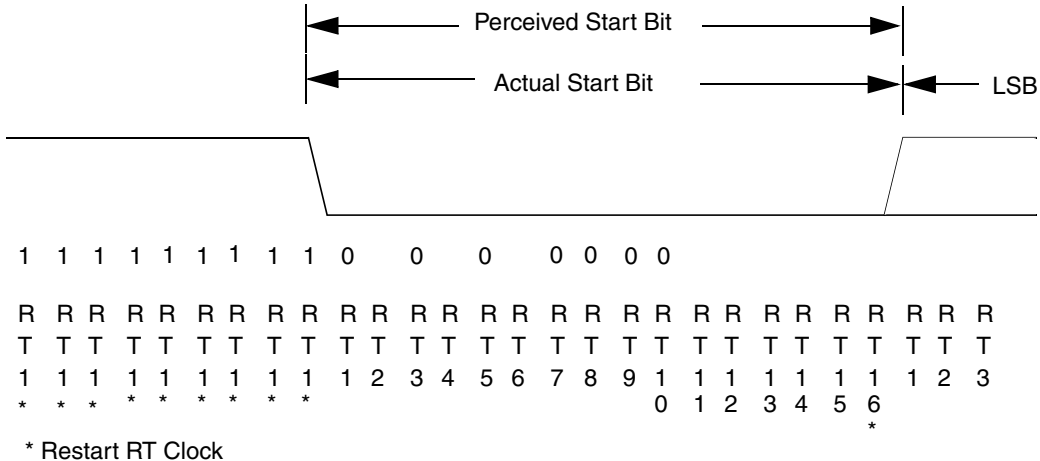 Perceived Start Bit
Actual Start Bit LSB
1 1 1 1 1 1 1 1 1 0 0 0 0 0 0 0
R R R R R R R R R R R R R R R R R R R R R R R R R R R R
T T T T T T T T T T T T T T T T T T T T T T T T T T T T
1 1 1 1 1 1 1 1 1 1 2 3 4 5 6 7 8 9 1 1 1 1 1 1 1 1 2 3
* * * * * * * * * 0 1 2 3 4 5 6
*
* Restart RT Clock